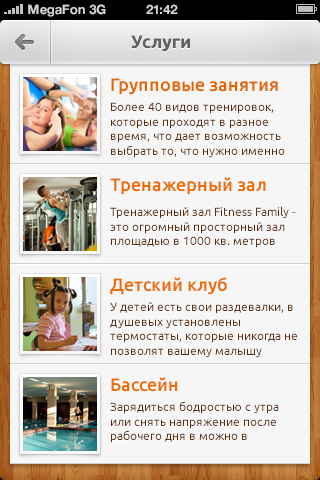 MegaFon 3G 21:42
Услуги
Групповые занятия
Более 40 видов тренировок,
которые проходят в разное
время, что дает возможность
выбрать то, что нужно именно
Тренажерный зал
Тренажерный зал Fitness Family -
это огромный просторный зал
площадью в 1000 кв. метров
Детский клуб
У детей есть свои раздевалки, в
душевых установлены
термостаты, которые никогда не
позволят вашему малышу
Бассейн
Зарядиться бодростью с утра
или снять напряжение после
рабочего дня в можно в